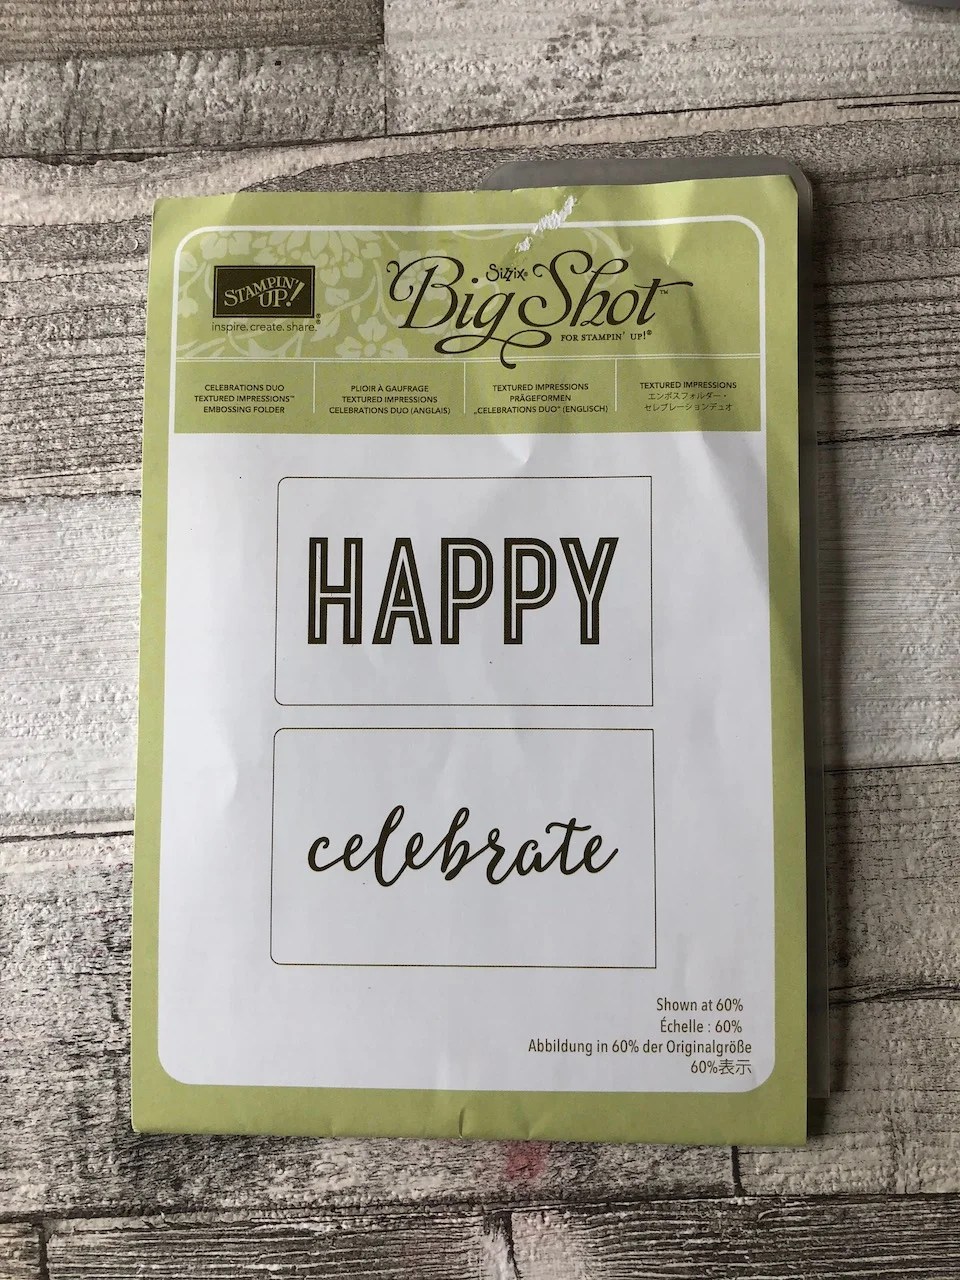 STAMPIN' UP!®
inspire. create. share.
Sizzix®
Big Shot™
FOR STAMPIN' UP!®
CELEBRATIONS DUO
TEXTURED IMPRESSIONS™
EMBOSSING FOLDER
PLIOIR À GAUFRAGE
TEXTURED IMPRESSIONS
CELEBRATIONS DUO (ANGLAIS)
TEXTURED IMPRESSIONS
PRÄGEFORMEN
„CELEBRATIONS DUO“ (ENGLISCH)
TEXTURED IMPRESSIONS
エンボスフォルダー・
セレブレーションデュオ
HAPPY
celebrate
Shown at 60%
Échelle : 60%
Abbildung in 60% der Originalgröße
60%表示